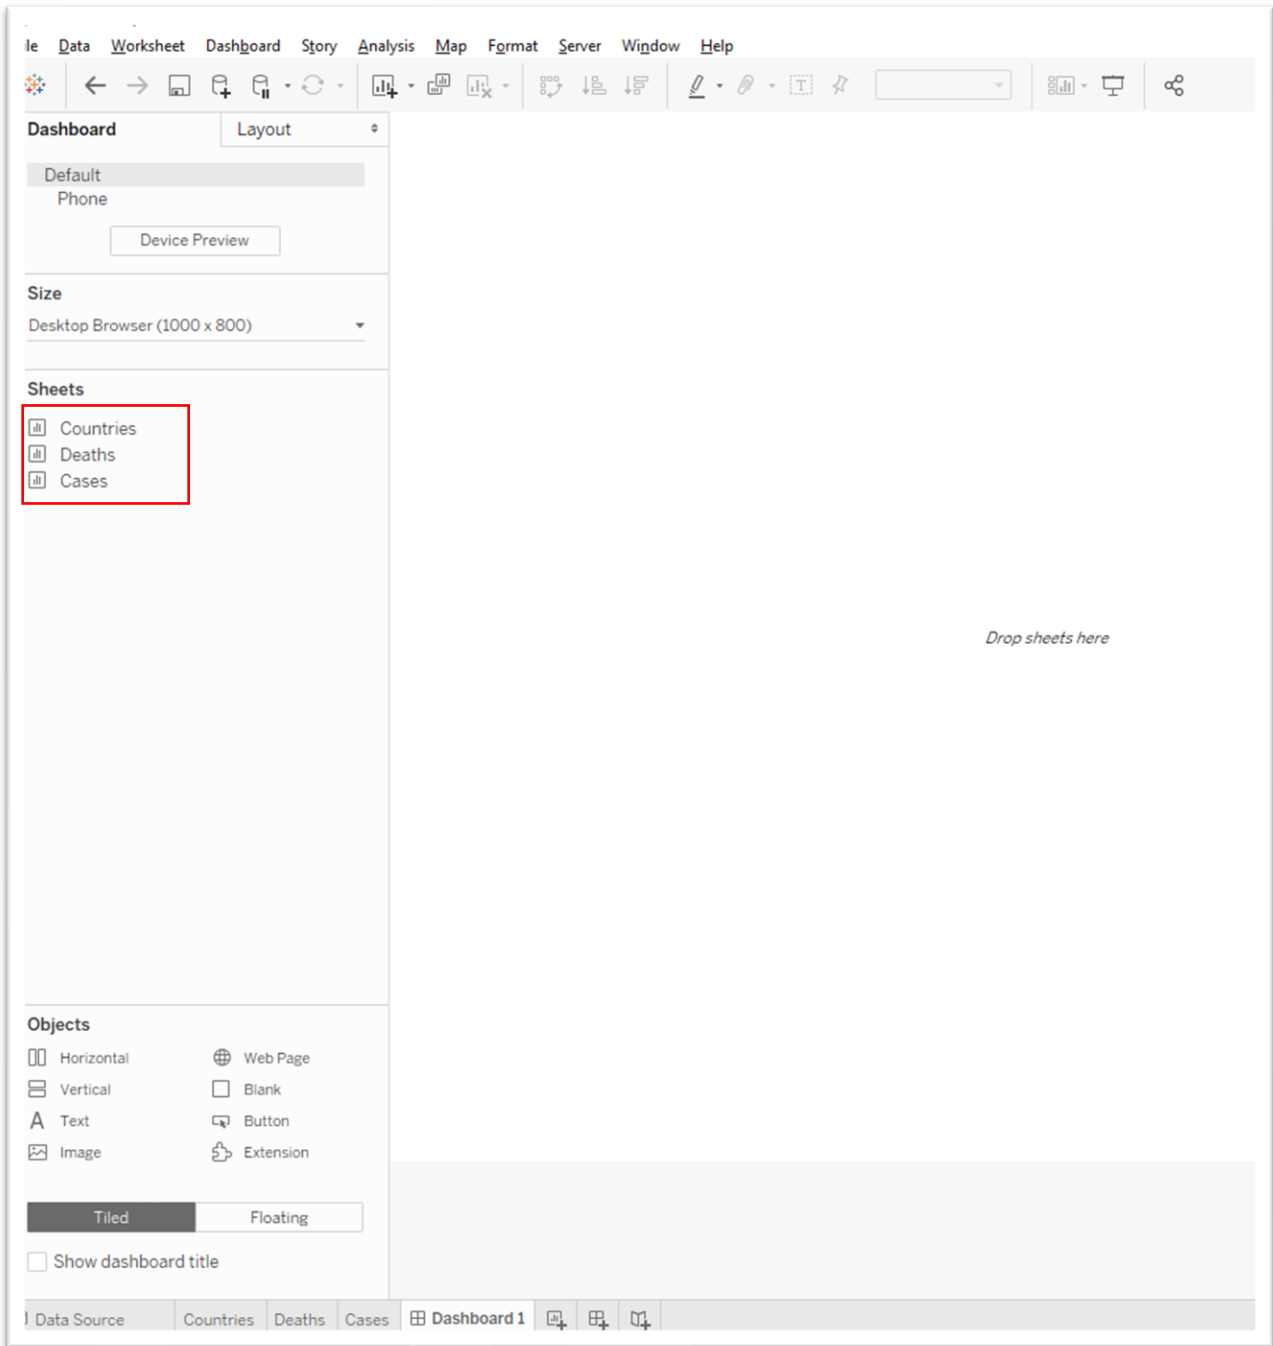 le Data Worksheet Dashboard Story Analysis Map Format Server Window Help
Dashboard Layout
Default
Phone
Device Preview
Size
Desktop Browser (1000 x 800)
Sheets
Countries
Deaths
Cases
Drop sheets here
Objects
Horizontal Web Page
Vertical Blank
Text Button
Image Extension
Tiled Floating
Show dashboard title
Data Source Countries Deaths Cases Dashboard 1